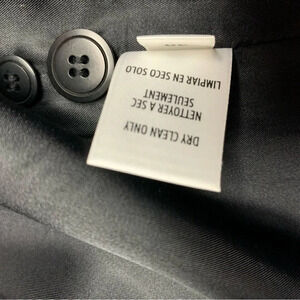 DRY CLEAN ONLY
NETTOYER A SEC
SEULEMENT
LIMPIAR EN SECO SOLO